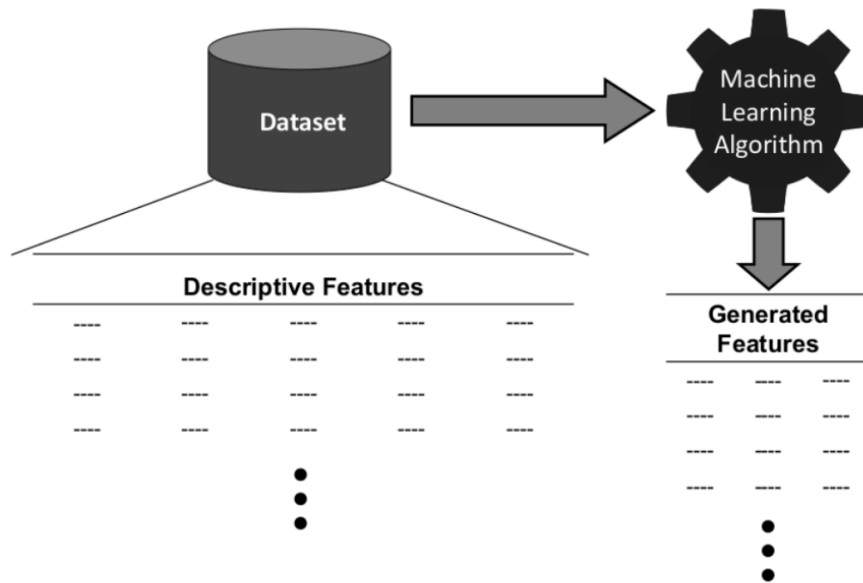 Dataset
Machine
Learning
Algorithm
Descriptive Features
---- ---- ---- ---- ----
---- ---- ---- ---- ----
---- ---- ---- ---- ----
---- ---- ---- ---- ----
Generated
Features
---- ---- ----
---- ---- ----
---- ---- ----
---- ---- ----